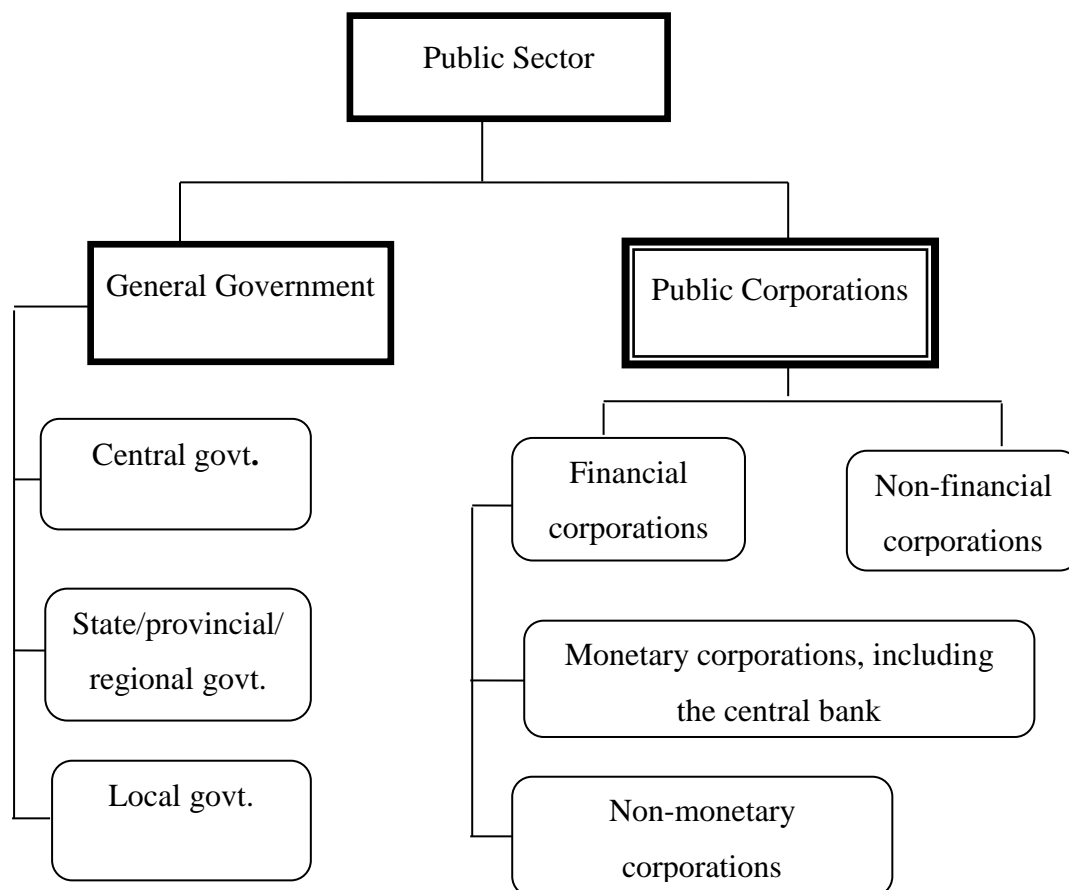 Public Sector
General Government
Public Corporations
Central govt.
State/provincial/
regional govt.
Local govt.
Financial
corporations
Non-financial
corporations
Monetary corporations, including
the central bank
Non-monetary
corporations